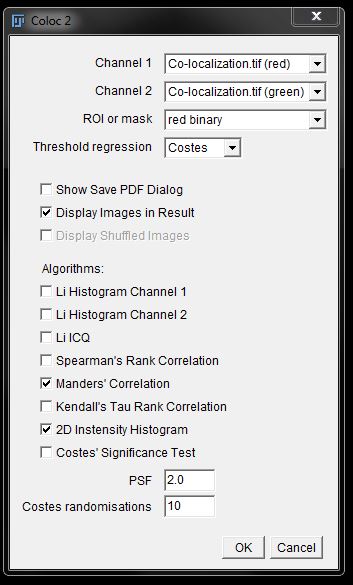 Coloc 2
Channel 1 Co-localization.tif (red)
Channel 2 Co-localization.tif (green)
ROI or mask red binary
Threshold regression Costes
Show Save PDF Dialog
Display Images in Result
Display Shuffled Images
Algorithms:
Li Histogram Channel 1
Li Histogram Channel 2
Li ICQ
Spearman's Rank Correlation
Manders' Correlation
Kendall's Tau Rank Correlation
2D Instensity Histogram
Costes' Significance Test
PSF 2.0
Costes randomisations 10
OK Cancel